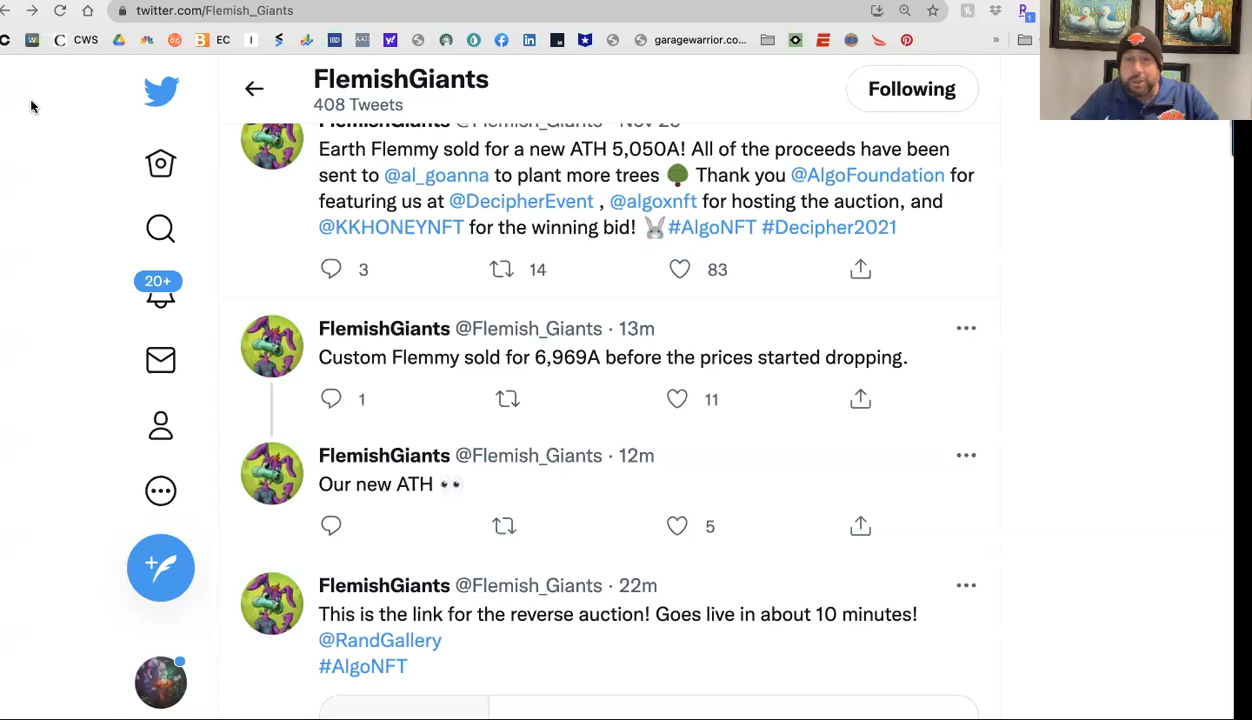 twitter.com/Flemish_Giants
CWS
EC
garagewarrior.co...
»
FlemishGiants
408 Tweets
Following
FlemishGiants @Flemish_Giants
Earth Flemmy sold for a new ATH 5,050A! All of the proceeds have been
sent to @al_goanna to plant more trees 🌳 Thank you @AlgoFoundation for
featuring us at @DecipherEvent , @algoxnft for hosting the auction, and
@KKHONEYNFT for the winning bid! 🐰#AlgoNFT #Decipher2021
3 14 83
20+
FlemishGiants @Flemish_Giants · 13m
Custom Flemmy sold for 6,969A before the prices started dropping.
1 11
FlemishGiants @Flemish_Giants · 12m
Our new ATH 👀
5
FlemishGiants @Flemish_Giants · 22m
This is the link for the reverse auction! Goes live in about 10 minutes!
@RandGallery
#AlgoNFT